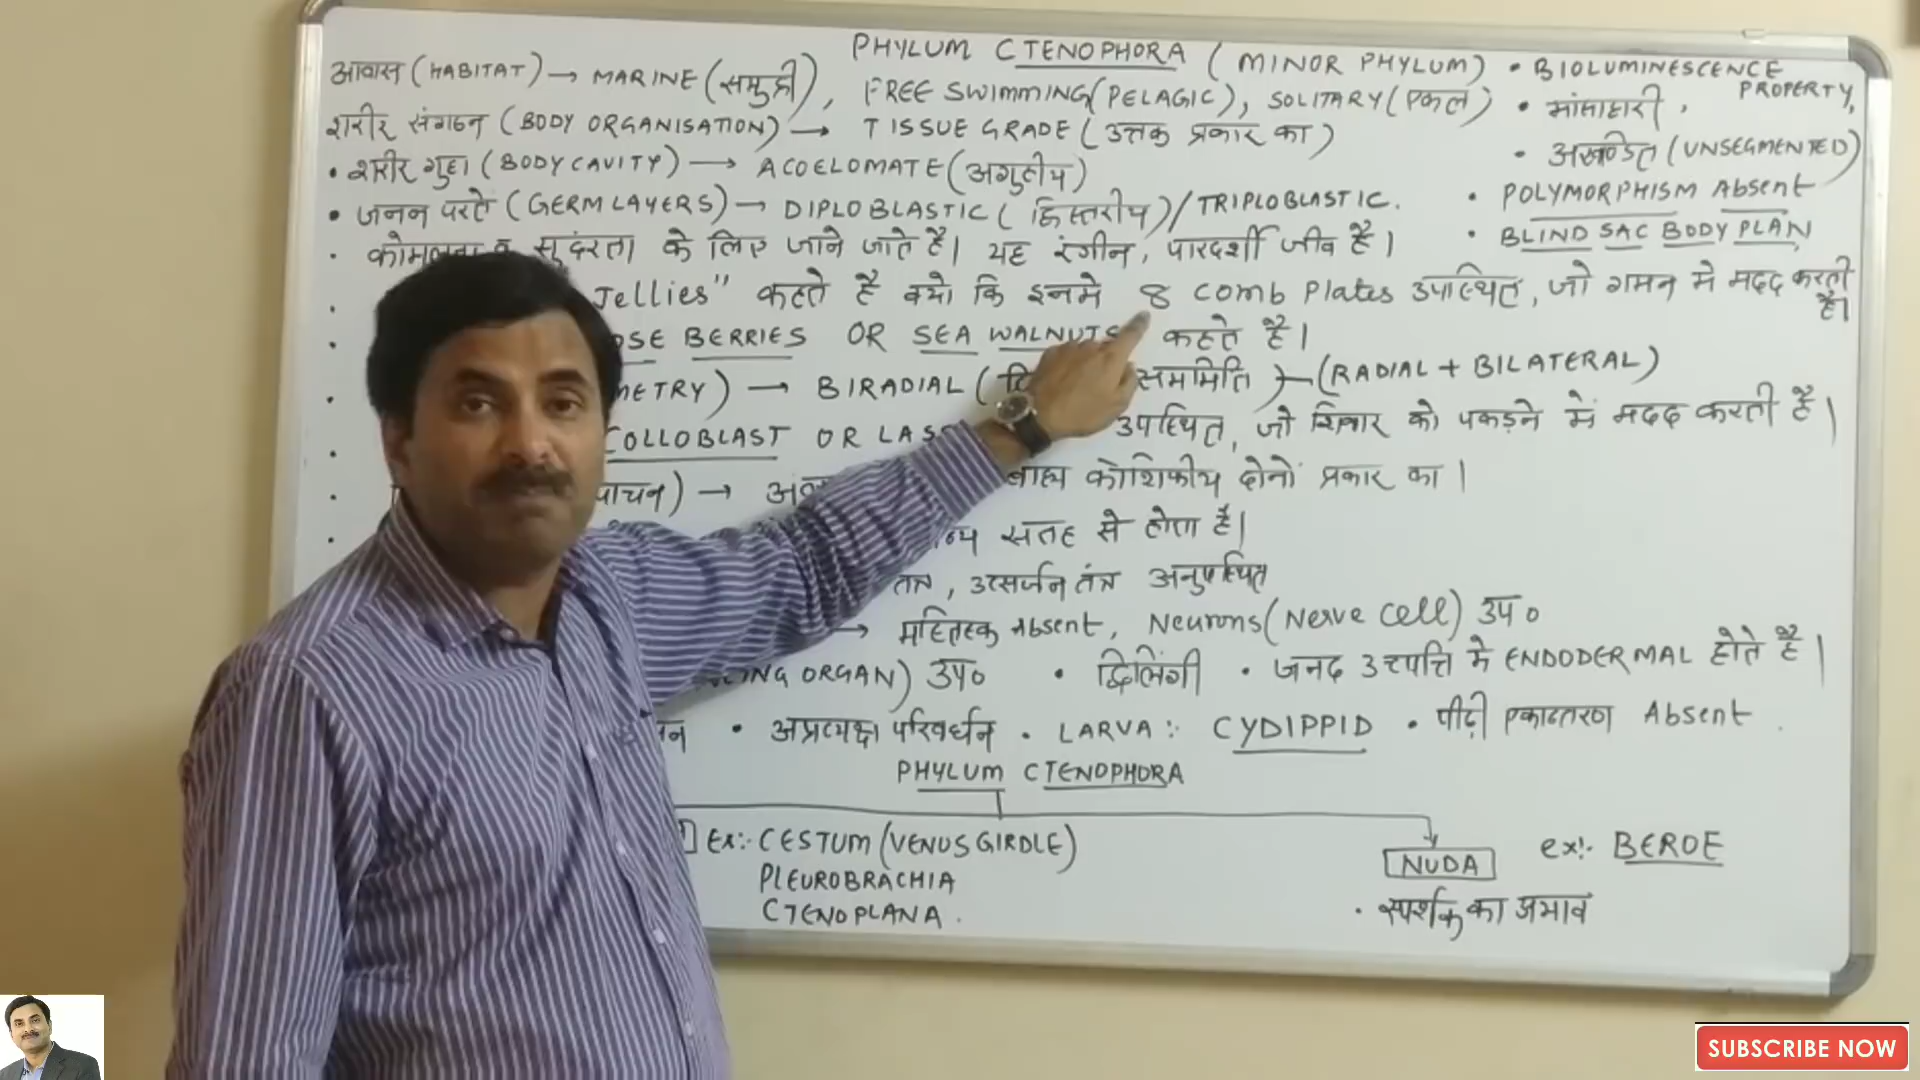 PHYLUM CTENOPHORA (MINOR PHYLUM)
आवास (HABITAT) → MARINE (समुद्री), FREE SWIMMING (PELAGIC), SOLITARY (एकल)
शरीर संगठन (BODY ORGANISATION) → TISSUE GRADE (उत्तक प्रकार का)
• शरीर गुहा (BODY CAVITY) → ACOELOMATE (अगुहीय)
• जनन परते (GERM LAYERS) → DIPLOBLASTIC (द्विस्तरीय) / TRIPLOBLASTIC.
• BIOLUMINESCENCE PROPERTY,
• मांसाहारी,
• अखण्डित (UNSEGMENTED)
• POLYMORPHISM Absent
• BLIND SAC BODY PLAN,
• सुदंरता के लिए जाने जाते है। यह रंगीन, पारदर्शी जीव है।
• Jellies" कहते है क्यो कि इनमे 8 Comb Plates उपस्थित, जो गमन मे मदद करती है।
• BERRIES OR SEA WALNUTS कहते है।
• → BIRADIAL ( सममिति) – (RADIAL + BILATERAL)
• COLLOBLAST OR उपस्थित, जो शिकार को पकड़ने में मदद करती है।
• → बाह्य कोशिकीय दोनों प्रकार का।
• सतह से होता है।
, उत्सर्जन तंत्र अनुपस्थित
→ मस्तिष्क Absent, Neurons (Nerve Cell) उप०
ORGAN) उप० • द्विलिंगी • जनद उत्पत्ति मे ENDODERMAL होते है।
• अप्रत्यक्ष परिवर्धन • LARVA :- CYDIPPID • पीढ़ी एकान्तरण Absent.
PHYLUM CTENOPHORA
Ex:- CESTUM (VENUS GIRDLE)
PLEUROBRACHIA
CTENOPLANA.
NUDA ex:- BEROE
• स्पर्शक का अभाव
SUBSCRIBE NOW